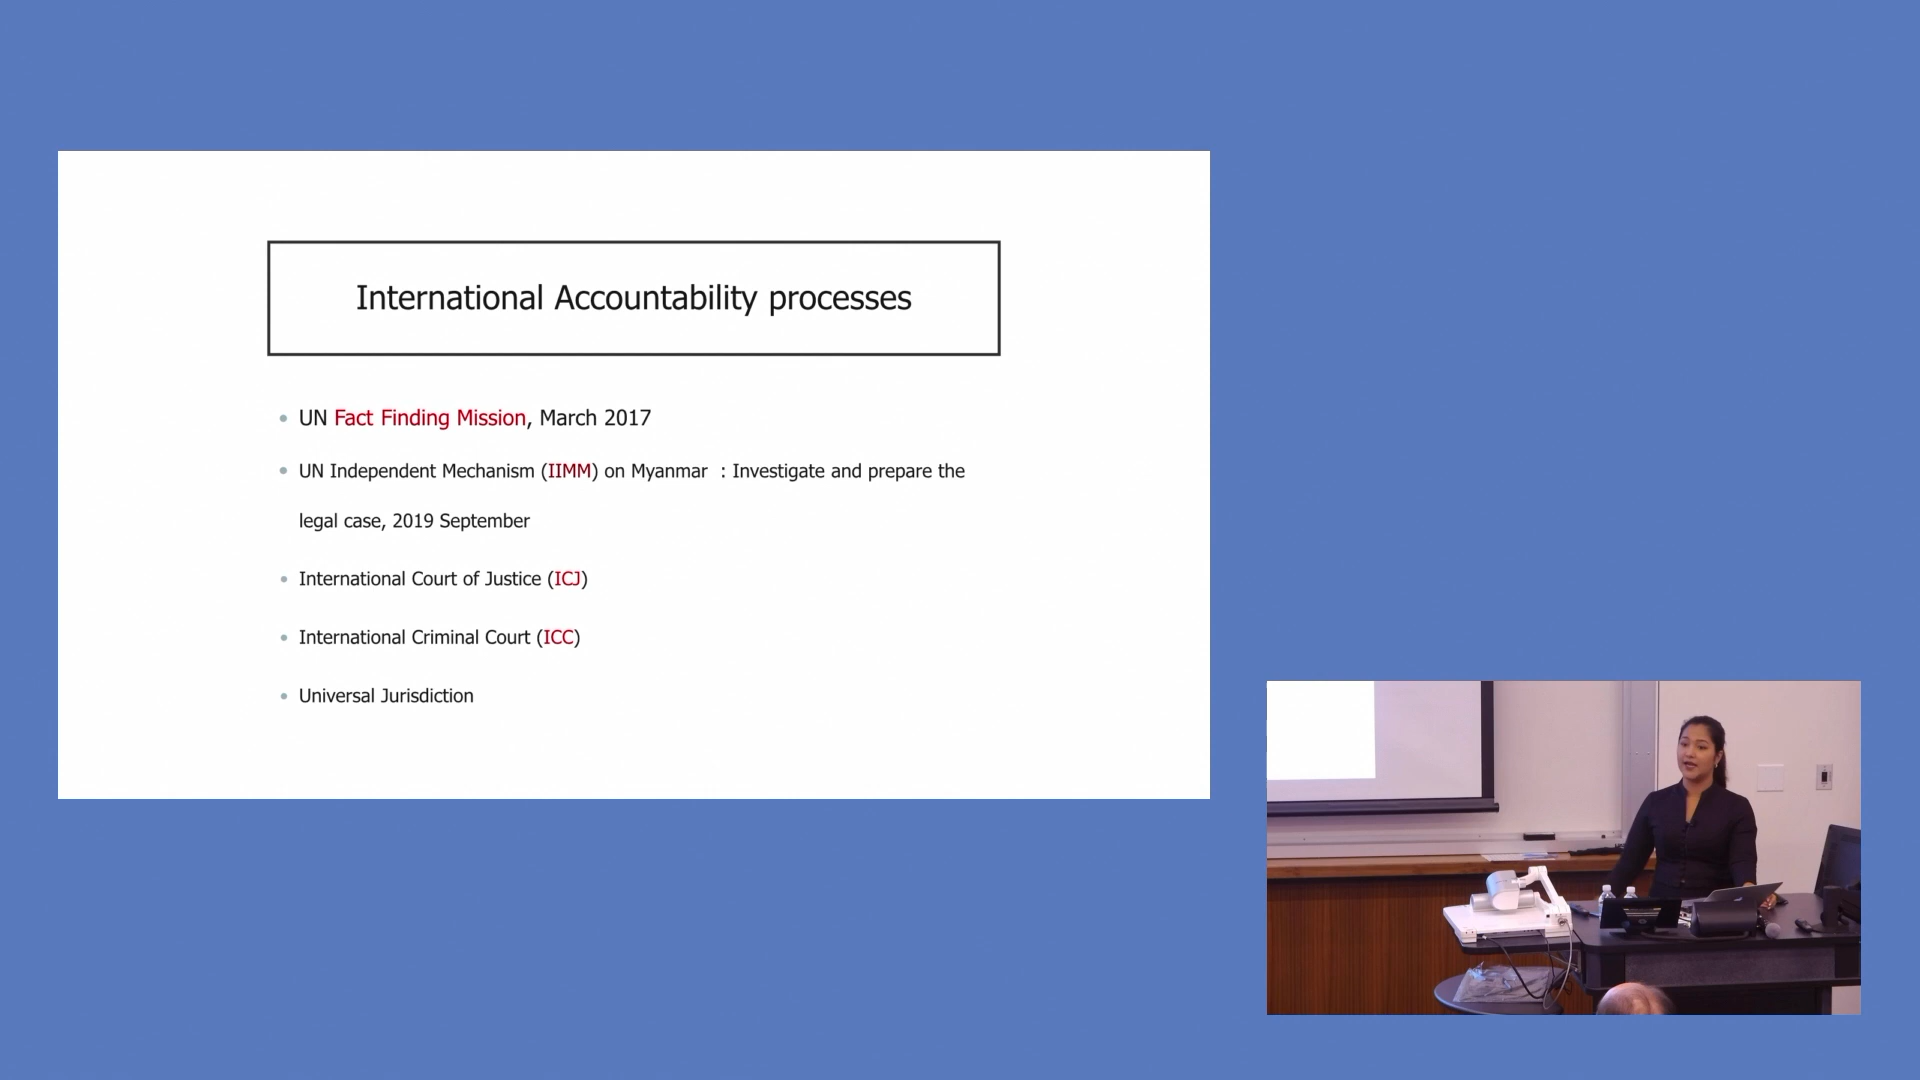 International Accountability processes
• UN Fact Finding Mission, March 2017
• UN Independent Mechanism (IIMM) on Myanmar : Investigate and prepare the
legal case, 2019 September
• International Court of Justice (ICJ)
• International Criminal Court (ICC)
• Universal Jurisdiction